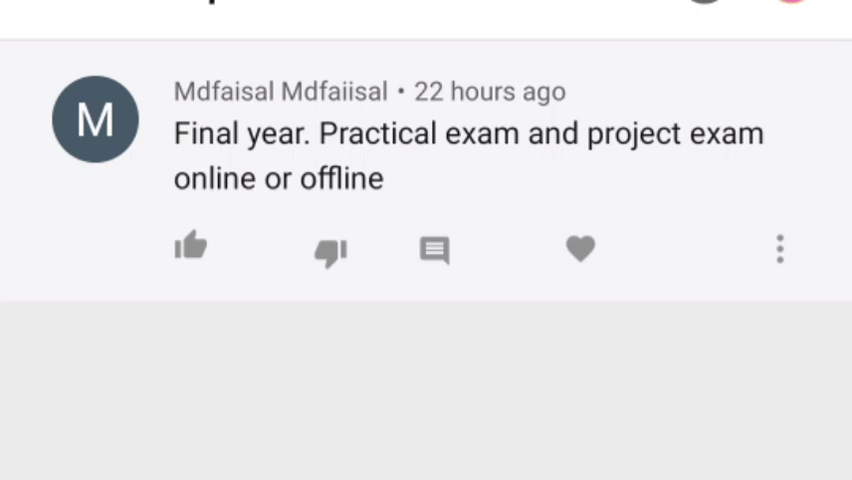 M
Mdfaisal Mdfaiisal • 22 hours ago
Final year. Practical exam and project exam
online or offline